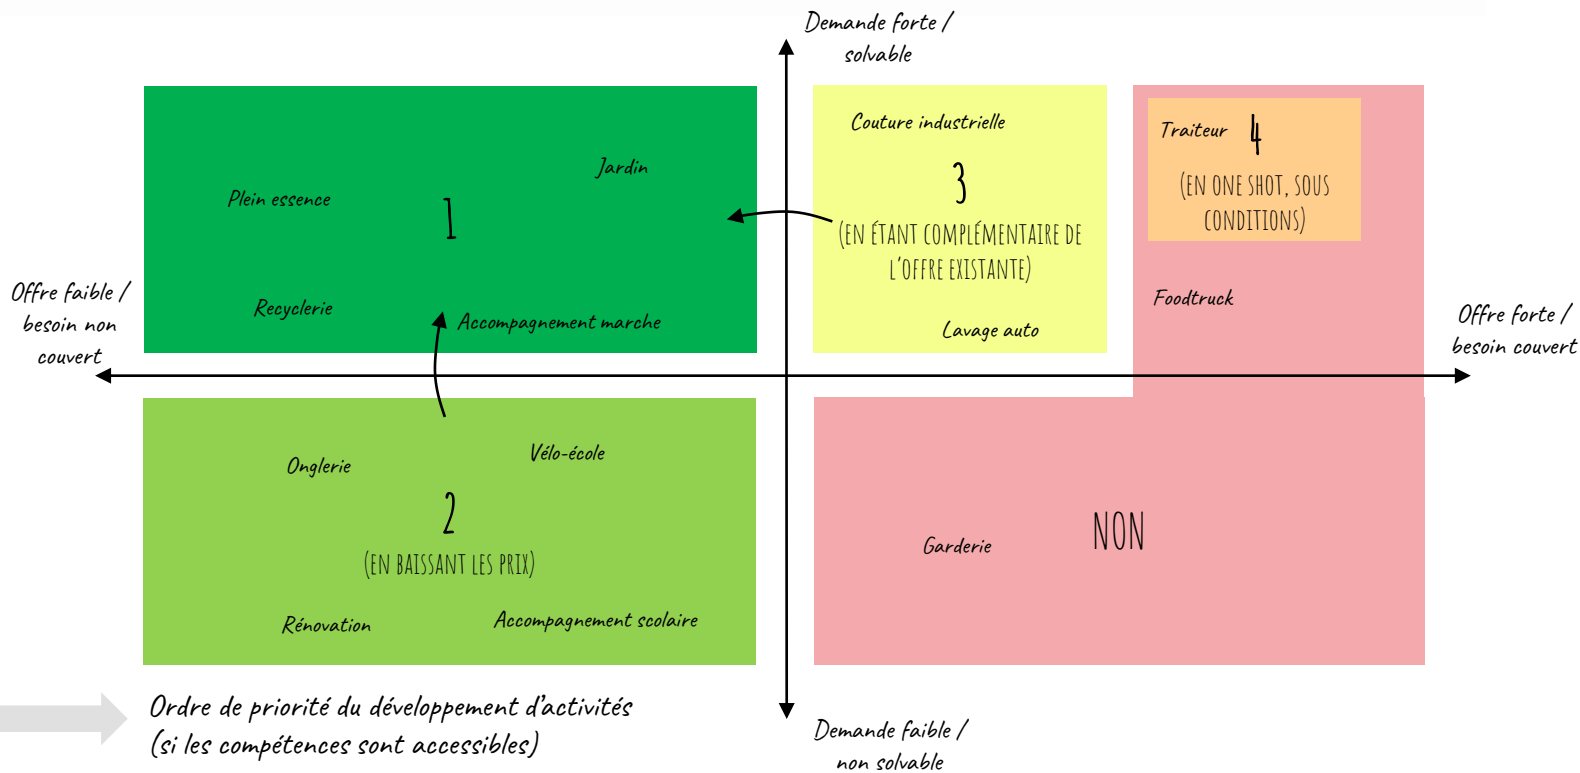 Demande forte /
solvable
Jardin
Plein essence
1
Recyclerie
Accompagnement marche
Couture industrielle
3
(EN ÉTANT COMPLÉMENTAIRE DE
L'OFFRE EXISTANTE)
Lavage auto
Traiteur
4
(EN ONE SHOT, SOUS
CONDITIONS)
Foodtruck
Offre faible /
besoin non
couvert
Offre forte /
besoin couvert
Onglerie
Vélo-école
2
(EN BAISSANT LES PRIX)
Rénovation
Accompagnement scolaire
Garderie
NON
Ordre de priorité du développement d'activités
(si les compétences sont accessibles)
Demande faible /
non solvable